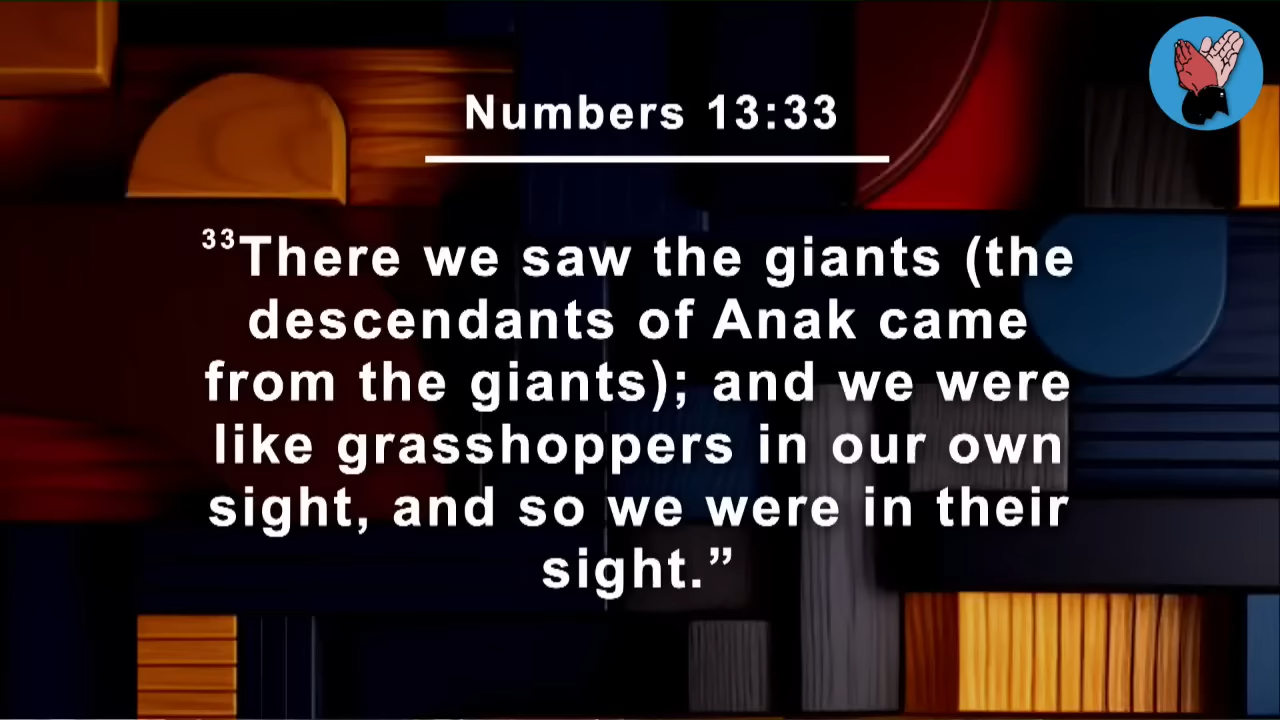 Numbers 13:33
33There we saw the giants (the
descendants of Anak came
from the giants); and we were
like grasshoppers in our own
sight, and so we were in their
sight.”